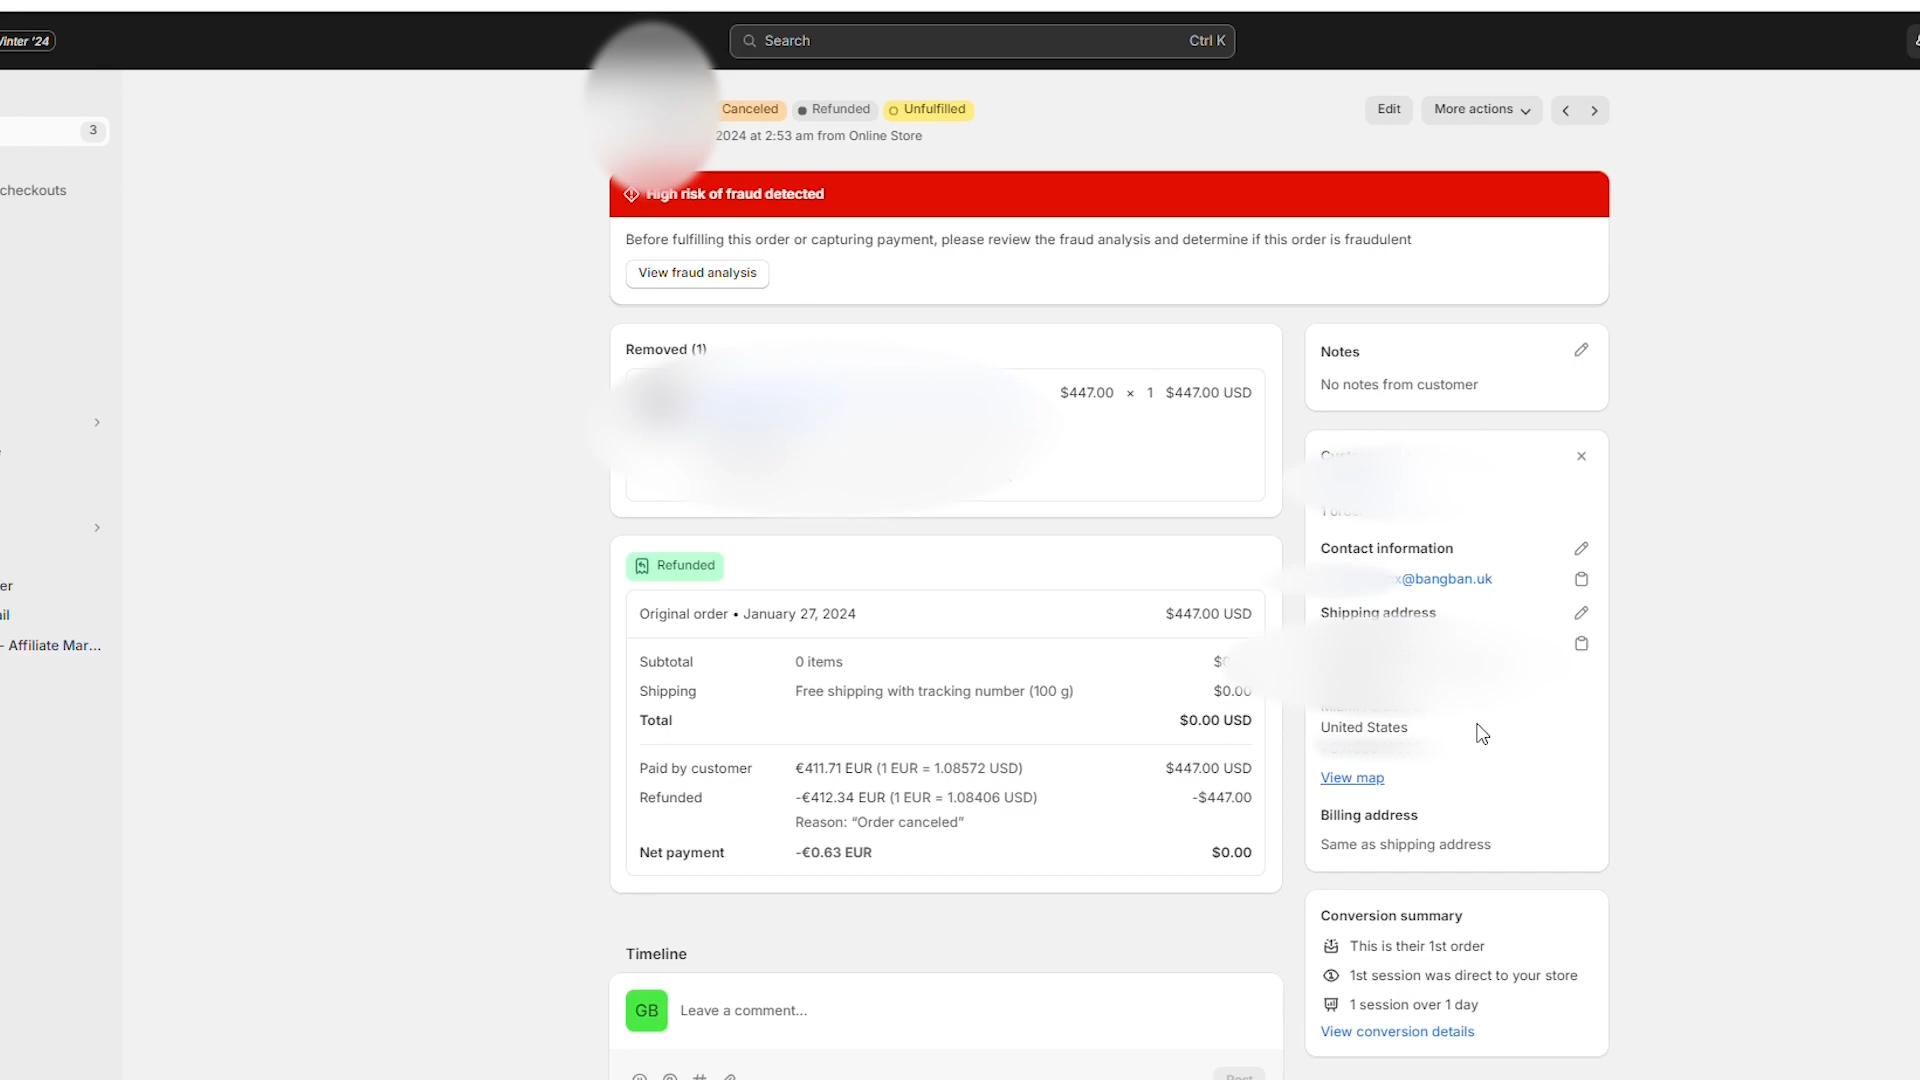 Winter '24
Search
Ctrl K
Canceled
Refunded
Unfulfilled
Edit
More actions
2024 at 2:53 am from Online Store
3
checkouts
High risk of fraud detected
Before fulfilling this order or capturing payment, please review the fraud analysis and determine if this order is fraudulent
View fraud analysis
Removed (1)
$447.00 × 1 $447.00 USD
Refunded
Original order • January 27, 2024 $447.00 USD
Subtotal 0 items
Shipping Free shipping with tracking number (100 g) $0.00
Total $0.00 USD
Paid by customer €411.71 EUR (1 EUR = 1.08572 USD) $447.00 USD
Refunded -€412.34 EUR (1 EUR = 1.08406 USD) -$447.00
Reason: “Order canceled”
Net payment -€0.63 EUR $0.00
er
il
- Affiliate Mar...
Timeline
GB
Leave a comment...
Notes
No notes from customer
Contact information
x@bangban.uk
Shipping address
United States
View map
Billing address
Same as shipping address
Conversion summary
This is their 1st order
1st session was direct to your store
1 session over 1 day
View conversion details